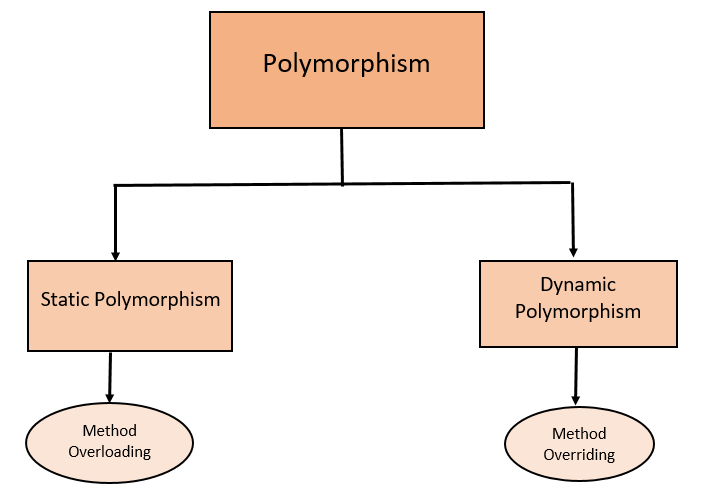 Polymorphism
Static Polymorphism
Dynamic
Polymorphism
Method
Overloading
Method
Overriding